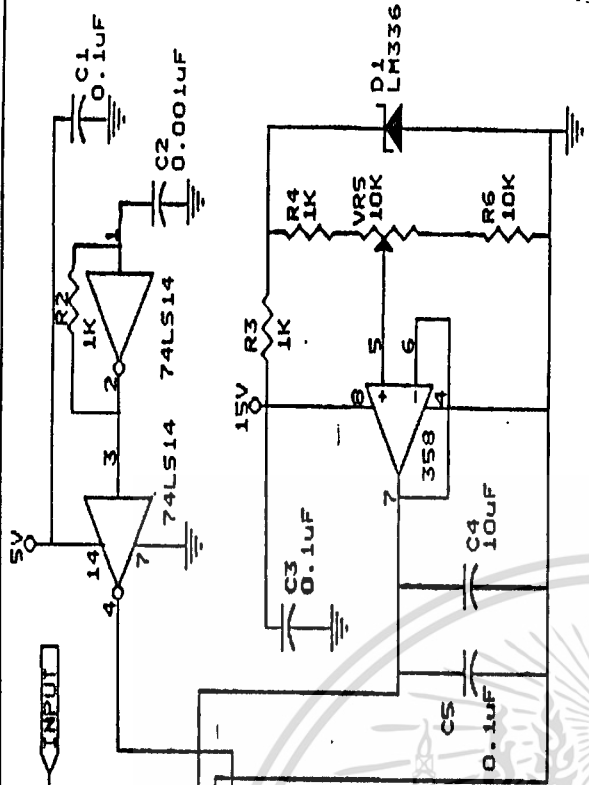 C1
0.1uF
C2
0.001uF
1
R2
1K
74LS14
2
3
74LS14
5V
14
7
4
INPUT
D1
LM336
R4
1K
VR5
10K
R6
10K
R3
1K
15V
5
6
8
4
+
-
358
7
C3
0.1uF
C4
10uF
C5
0.1uF